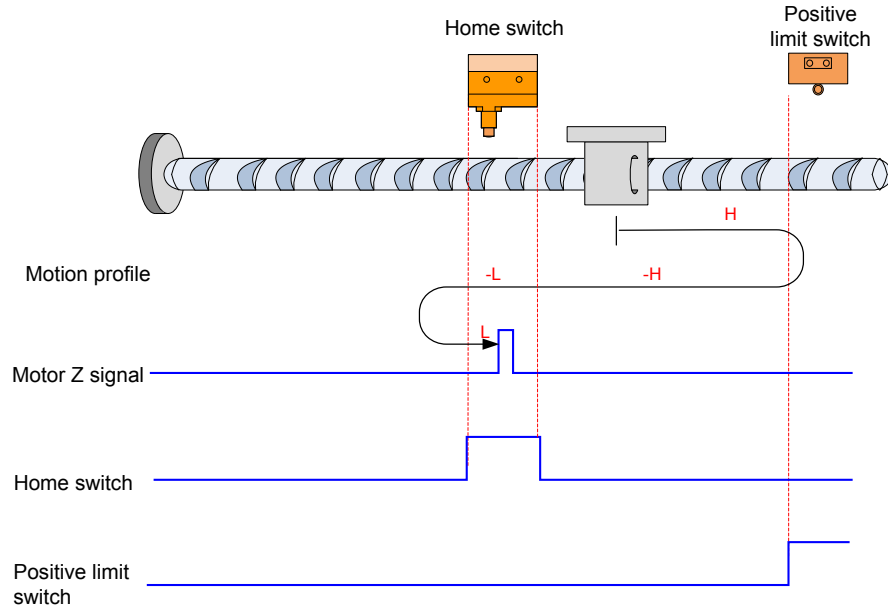 Home switch
Positive
limit switch
H
Motion profile
-L
-H
L
Motor Z signal
Home switch
Positive limit
switch